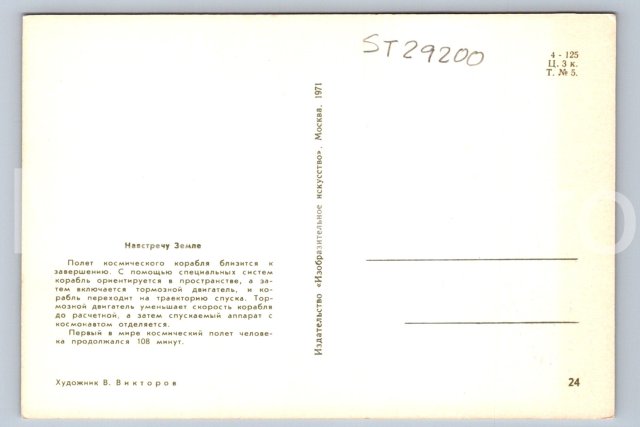 ST29200
4 - 125
Ц. 3 к.
Т. № 5.
Навстречу Земле
Полет космического корабля близится к
завершению. С помощью специальных систем
корабль ориентируется в пространстве, а за-
тем включается тормозной двигатель, и ко-
рабль переходит на траекторию спуска. Тор-
мозной двигатель уменьшает скорость корабля
до расчетной, а затем спускаемый аппарат с
космонавтом отделяется.
Первый в мире космический полет челове-
ка продолжался 108 минут.
Художник В. Викторов
Издательство «Изобразительное искусство». Москва. 1971
24